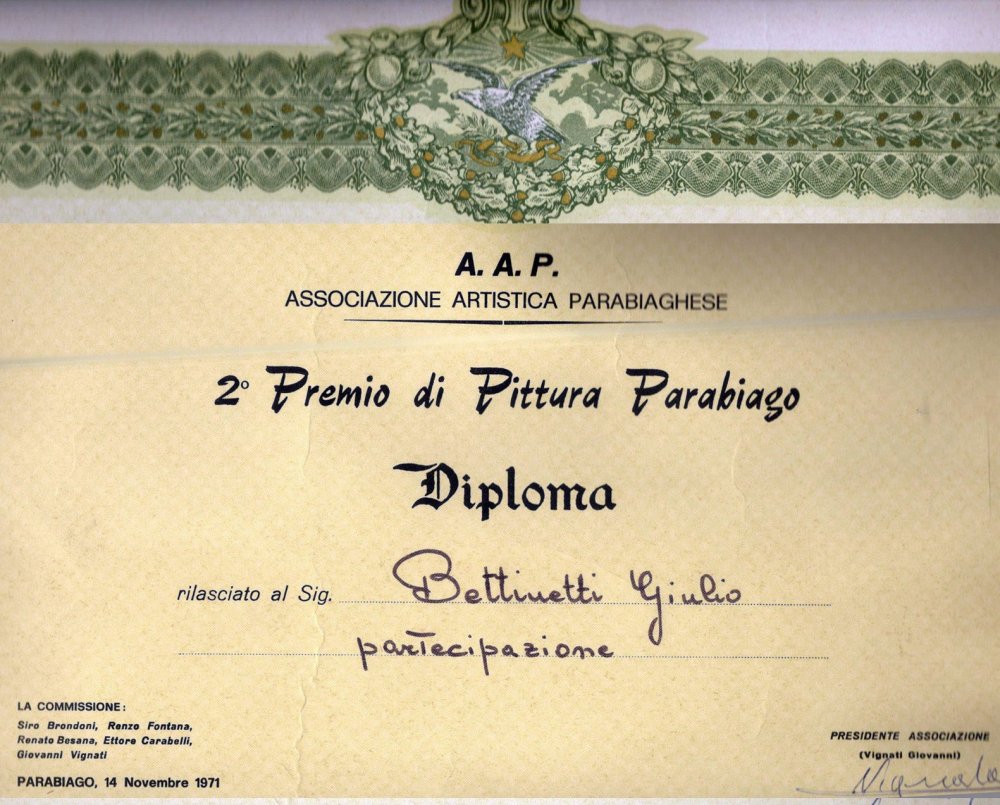 A. A. P.
ASSOCIAZIONE ARTISTICA PARABIAGHESE
2º Premio di Pittura Parabiago
Diploma
rilasciato al Sig. Bettinetti Giulio
partecipazione
LA COMMISSIONE:
Siro Brondoni, Renzo Fontana,
Renato Besana, Ettore Carabelli,
Giovanni Vignati
PARABIAGO, 14 Novembre 1971
PRESIDENTE ASSOCIAZIONE
(Vignati Giovanni)